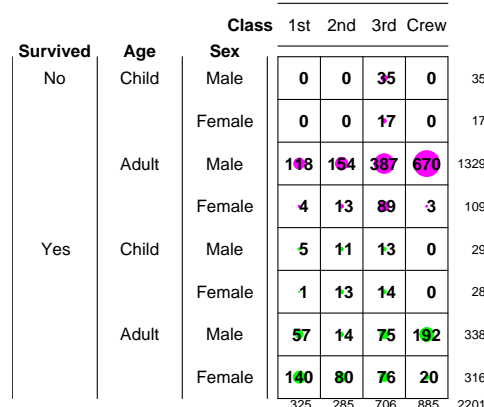 Class 1st 2nd 3rd Crew
Survived Age Sex
No Child Male 0 0 35 0 35
Female 0 0 17 0 17
Adult Male 118 154 387 670 1329
Female 4 13 89 3 109
Yes Child Male 5 11 13 0 29
Female 1 13 14 0 28
Adult Male 57 14 75 192 338
Female 140 80 76 20 316
325 285 706 885 2201